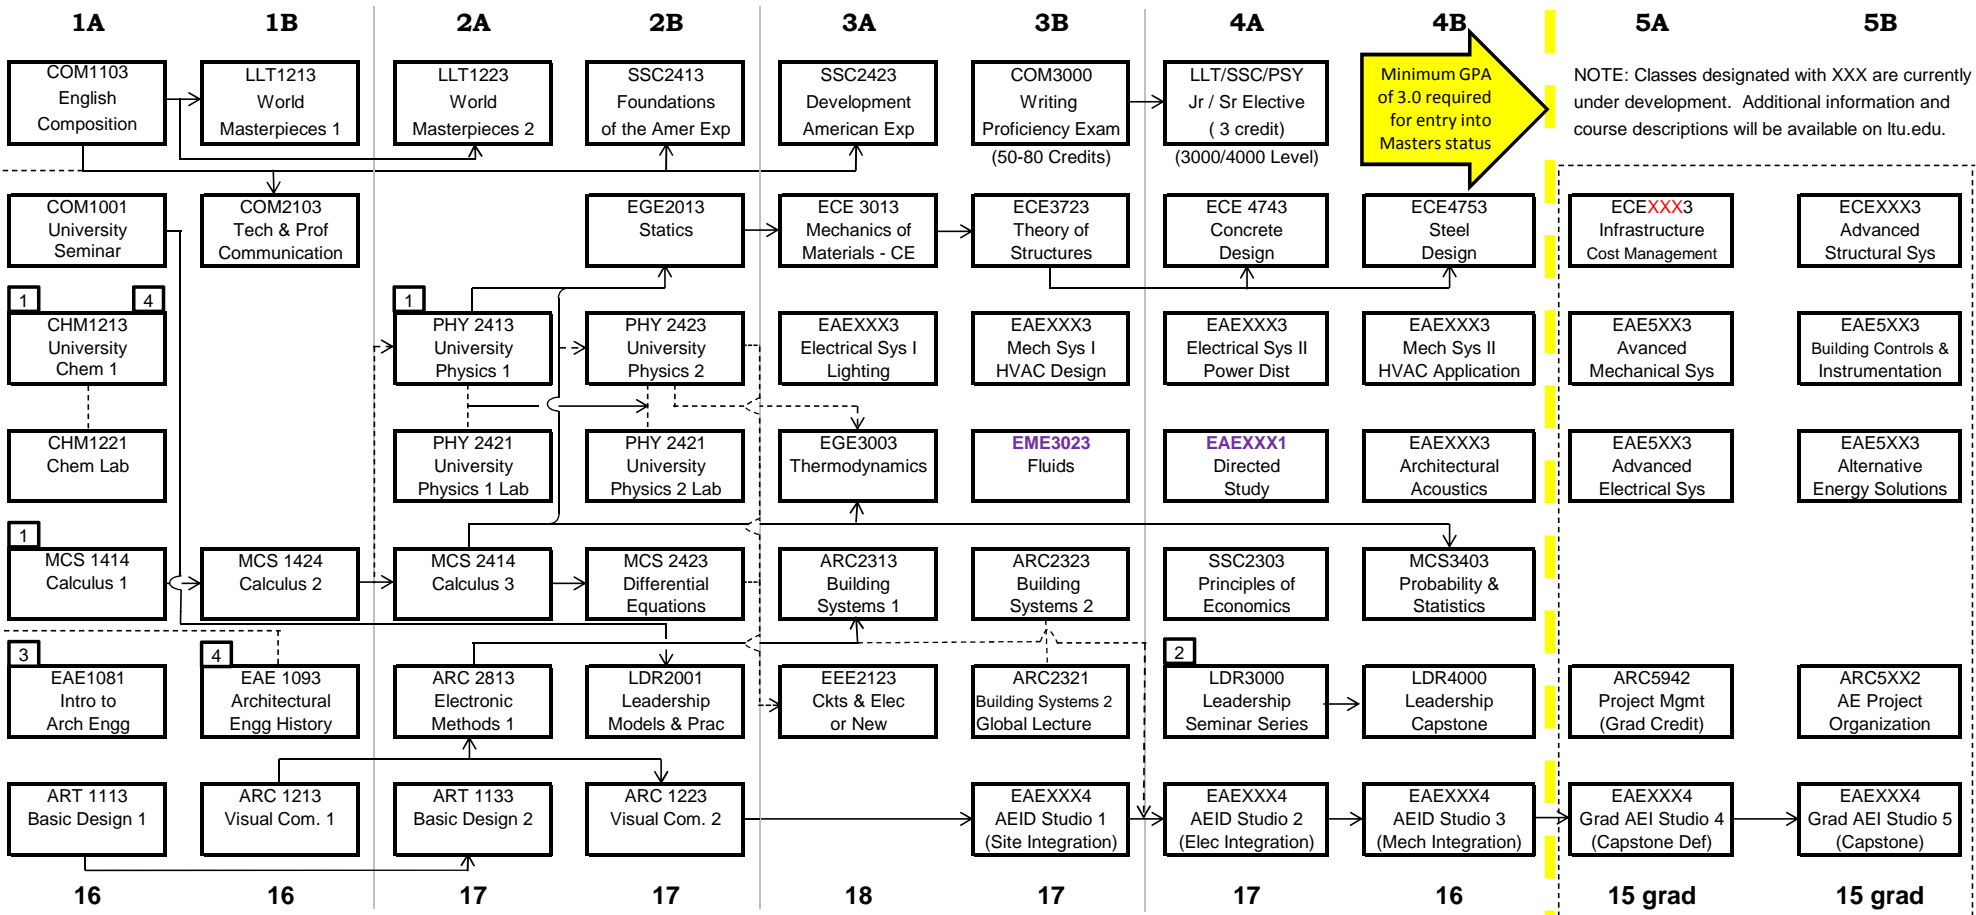 1A
1B
2A
2B
3A
3B
4A
4B
5A
5B
COM1103
English
Composition
LLT1213
World
Masterpieces 1
LLT1223
World
Masterpieces 2
SSC2413
Foundations
of the Amer Exp
SSC2423
Development
American Exp
COM3000
Writing
Proficiency Exam
(50-80 Credits)
LLT/SSC/PSY
Jr / Sr Elective
( 3 credit)
(3000/4000 Level)
Minimum GPA
of 3.0 required
for entry into
Masters status
NOTE: Classes designated with XXX are currently
under development. Additional information and
course descriptions will be available on ltu.edu.
COM1001
University
Seminar
COM2103
Tech & Prof
Communication
EGE2013
Statics
ECE 3013
Mechanics of
Materials - CE
ECE3723
Theory of
Structures
ECE 4743
Concrete
Design
ECE4753
Steel
Design
ECEXXX3
Infrastructure
Cost Management
ECEXXX3
Advanced
Structural Sys
1
4
CHM1213
University
Chem 1
1
PHY 2413
University
Physics 1
PHY 2423
University
Physics 2
EAEXXX3
Electrical Sys I
Lighting
EAEXXX3
Mech Sys I
HVAC Design
EAEXXX3
Electrical Sys II
Power Dist
EAEXXX3
Mech Sys II
HVAC Application
EAE5XX3
Avanced
Mechanical Sys
EAE5XX3
Building Controls &
Instrumentation
CHM1221
Chem Lab
PHY 2421
University
Physics 1 Lab
PHY 2421
University
Physics 2 Lab
EGE3003
Thermodynamics
EME3023
Fluids
EAEXXX1
Directed
Study
EAEXXX3
Architectural
Acoustics
EAE5XX3
Advanced
Electrical Sys
EAE5XX3
Alternative
Energy Solutions
1
MCS 1414
Calculus 1
MCS 1424
Calculus 2
MCS 2414
Calculus 3
MCS 2423
Differential
Equations
ARC2313
Building
Systems 1
ARC2323
Building
Systems 2
SSC2303
Principles of
Economics
MCS3403
Probability &
Statistics
3
EAE1081
Intro to
Arch Engg
4
EAE 1093
Architectural
Engg History
ARC 2813
Electronic
Methods 1
LDR2001
Leadership
Models & Prac
EEE2123
Ckts & Elec
or New
ARC2321
Building Systems 2
Global Lecture
2
LDR3000
Leadership
Seminar Series
LDR4000
Leadership
Capstone
ARC5942
Project Mgmt
(Grad Credit)
ARC5XX2
AE Project
Organization
ART 1113
Basic Design 1
ARC 1213
Visual Com. 1
ART 1133
Basic Design 2
ARC 1223
Visual Com. 2
EAEXXX4
AEID Studio 1
(Site Integration)
EAEXXX4
AEID Studio 2
(Elec Integration)
EAEXXX4
AEID Studio 3
(Mech Integration)
EAEXXX4
Grad AEI Studio 4
(Capstone Def)
EAEXXX4
Grad AEI Studio 5
(Capstone)
16
16
17
17
18
17
17
16
15 grad
15 grad